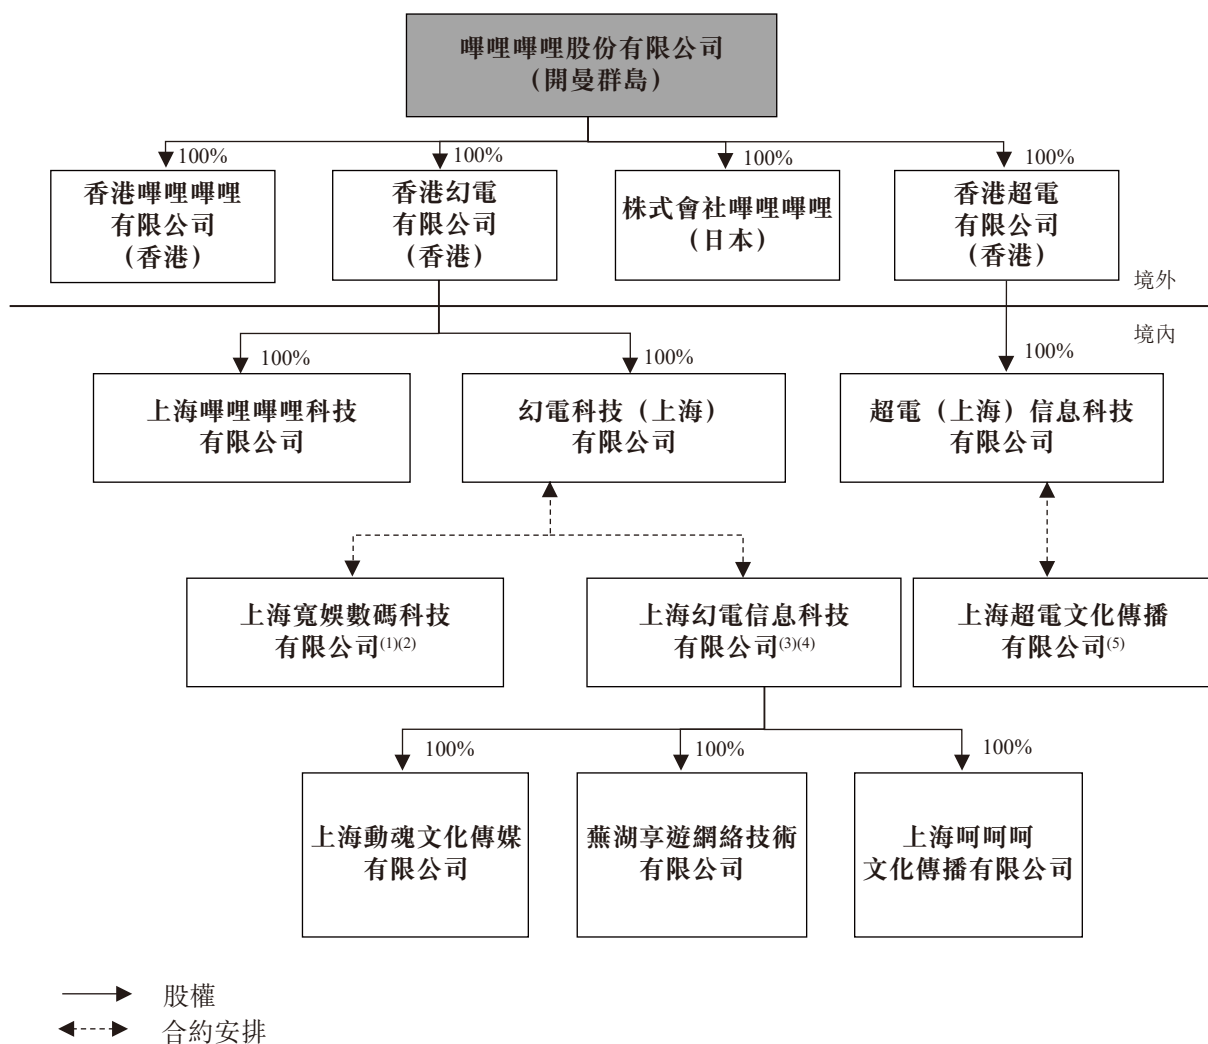 嗶哩嗶哩股份有限公司
(開曼群島)
100%
100%
100%
100%
香港嗶哩嗶哩
有限公司
(香港)
香港幻電
有限公司
(香港)
株式會社嗶哩嗶哩
(日本)
香港超電
有限公司
(香港)
境外
境內
100%
100%
100%
上海嗶哩嗶哩科技
有限公司
幻電科技（上海）
有限公司
超電（上海）信息科技
有限公司
上海寬娛數碼科技
有限公司(1)(2)
上海幻電信息科技
有限公司(3)(4)
上海超電文化傳播
有限公司(5)
100%
100%
100%
上海動魂文化傳媒
有限公司
蕪湖享遊網絡技術
有限公司
上海呵呵呵
文化傳播有限公司
股權
合約安排